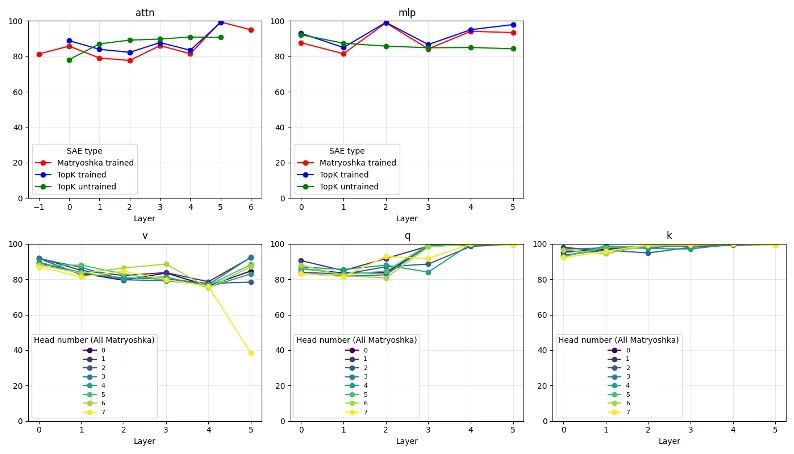 attn
100
80
60
40
20
0
SAE type
Matryoshka trained
TopK trained
TopK untrained
−1 0 1 2 3 4 5 6
Layer
mlp
100
80
60
40
20
0
SAE type
Matryoshka trained
TopK trained
TopK untrained
0 1 2 3 4 5
Layer
v
100
80
60
40
20
0
Head number (All Matryoshka)
0
1
2
3
4
5
6
7
0 1 2 3 4 5
Layer
q
100
80
60
40
20
0
Head number (All Matryoshka)
0
1
2
3
4
5
6
7
0 1 2 3 4 5
Layer
k
100
80
60
40
20
0
Head number (All Matryoshka)
0
1
2
3
4
5
6
7
0 1 2 3 4 5
Layer